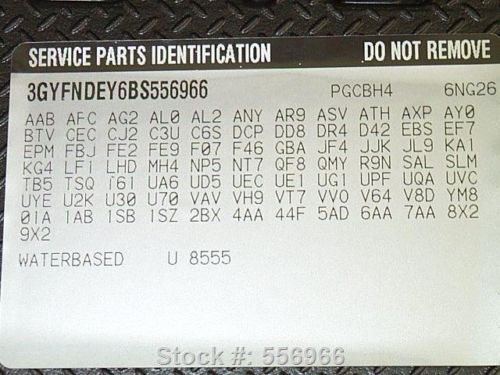 SERVICE PARTS IDENTIFICATION DO NOT REMOVE
3GYFNDEY6BS556966 PGCBH4 6NG26
AAB AFC AG2 AL0 AL2 ANY AR9 ASV ATH AXP AY0
BTV CEC CJ2 C3U C6S DCP DD8 DR4 D42 EBS EF7
EPM FBJ FE2 FE9 F07 F46 GBA JF4 JJK JL9 KA1
KG4 LF1 LHD MH4 NP5 NT7 QF8 QMY R9N SAL SLM
TB5 TSQ T61 UA6 UD5 UEC UE1 UG1 UPF UQA UVC
UYE U2K U30 U70 VAV VH9 VT7 VV0 V64 V8D YM8
01A 1AB 1SB 1SZ 2BX 4AA 44F 5AD 6AA 7AA 8X2
9X2
WATERBASED U 8555
Stock #: 556966